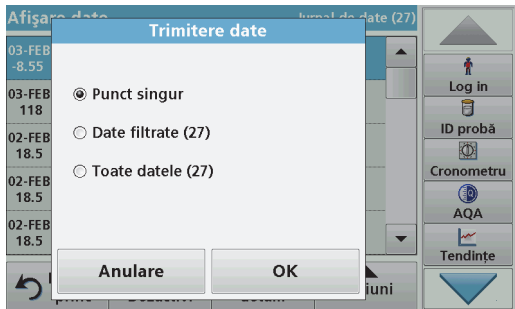 Afișare date
Jurnal de date (27)
Trimitere date
03-FEB
-8.55
03-FEB
118
02-FEB
18.5
02-FEB
18.5
02-FEB
18.5
Punct singur
Date filtrate (27)
Toate datele (27)
Anulare
OK
Log in
ID probă
Cronometru
AQA
Tendințe